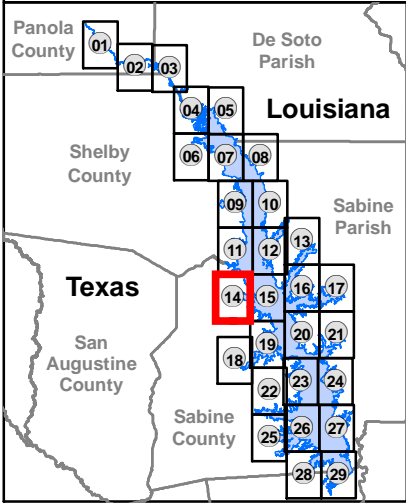 Panola
County
01
02
03
De Soto
Parish
04
05
Louisiana
Shelby
County
06
07
08
09
10
Sabine
Parish
11
12
13
Texas
14
15
16
17
San
Augustine
County
18
19
20
21
Sabine
County
22
23
24
25
26
27
28
29